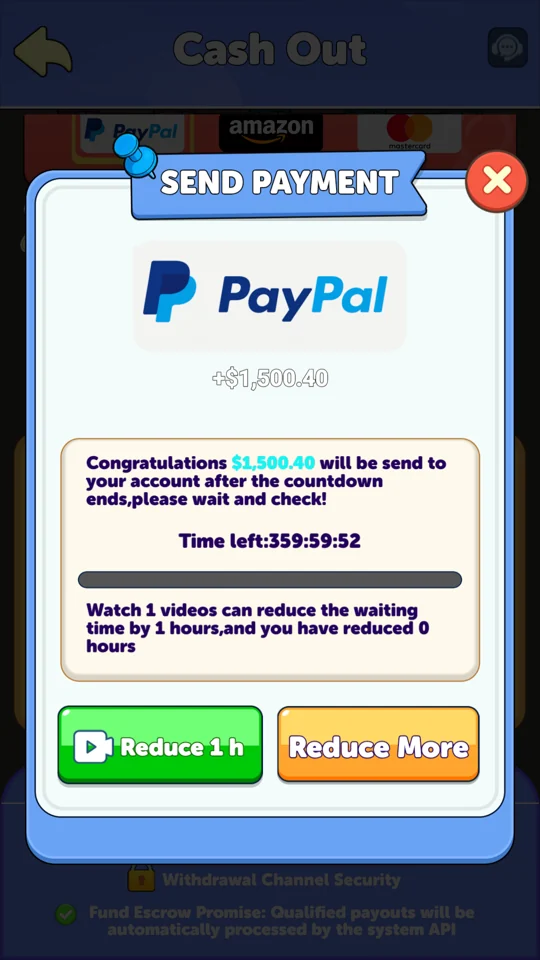 Cash Out
PayPal
amazon
mastercard
SEND PAYMENT
PayPal
+$1,500.40
Congratulations $1,500.40 will be send to
your account after the countdown
ends,please wait and check!
Time left:359:59:52
Watch 1 videos can reduce the waiting
time by 1 hours,and you have reduced 0
hours
Reduce 1 h
Reduce More
Withdrawal Channel Security
Fund Escrow Promise: Qualified payouts will be
automatically processed by the system API